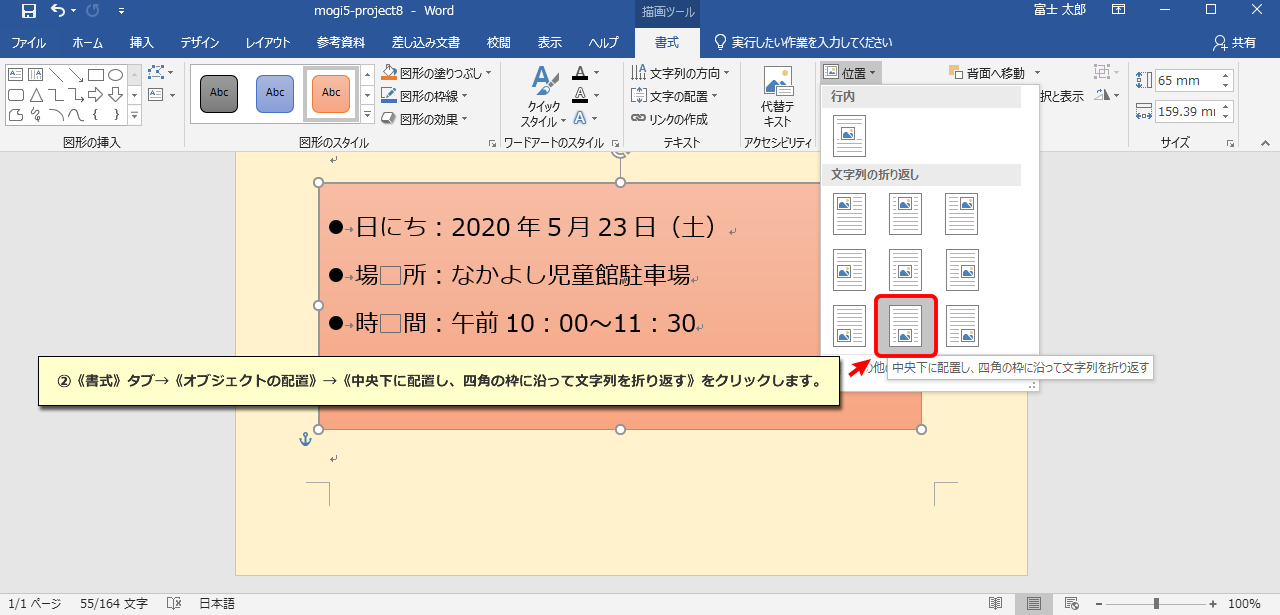 mogi5-project8 - Word
描画ツール
富士 太郎
ファイル ホーム 挿入 デザイン レイアウト 参考資料 差し込み文書 校閲 表示 ヘルプ 書式 実行したい作業を入力してください 共有
Abc Abc Abc
図形の塗りつぶし
図形の枠線
図形の効果
クイック
スタイル
文字列の方向
文字の配置
リンクの作成
代替テ
キスト
位置
背面へ移動
択と表示
65 mm
159.39 mm
図形の挿入 図形のスタイル ワードアートのスタイル テキスト アクセシビリティ サイズ
行内
文字列の折り返し
中央下に配置し、四角の枠に沿って文字列を折り返す
●日にち：2020 年 5 月 23 日（土）
●場□所：なかよし児童館駐車場
●時□間：午前 10：00～11：30
②《書式》タブ→《オブジェクトの配置》→《中央下に配置し、四角の枠に沿って文字列を折り返す》をクリックします。
1/1 ページ 55/164 文字 日本語 100%